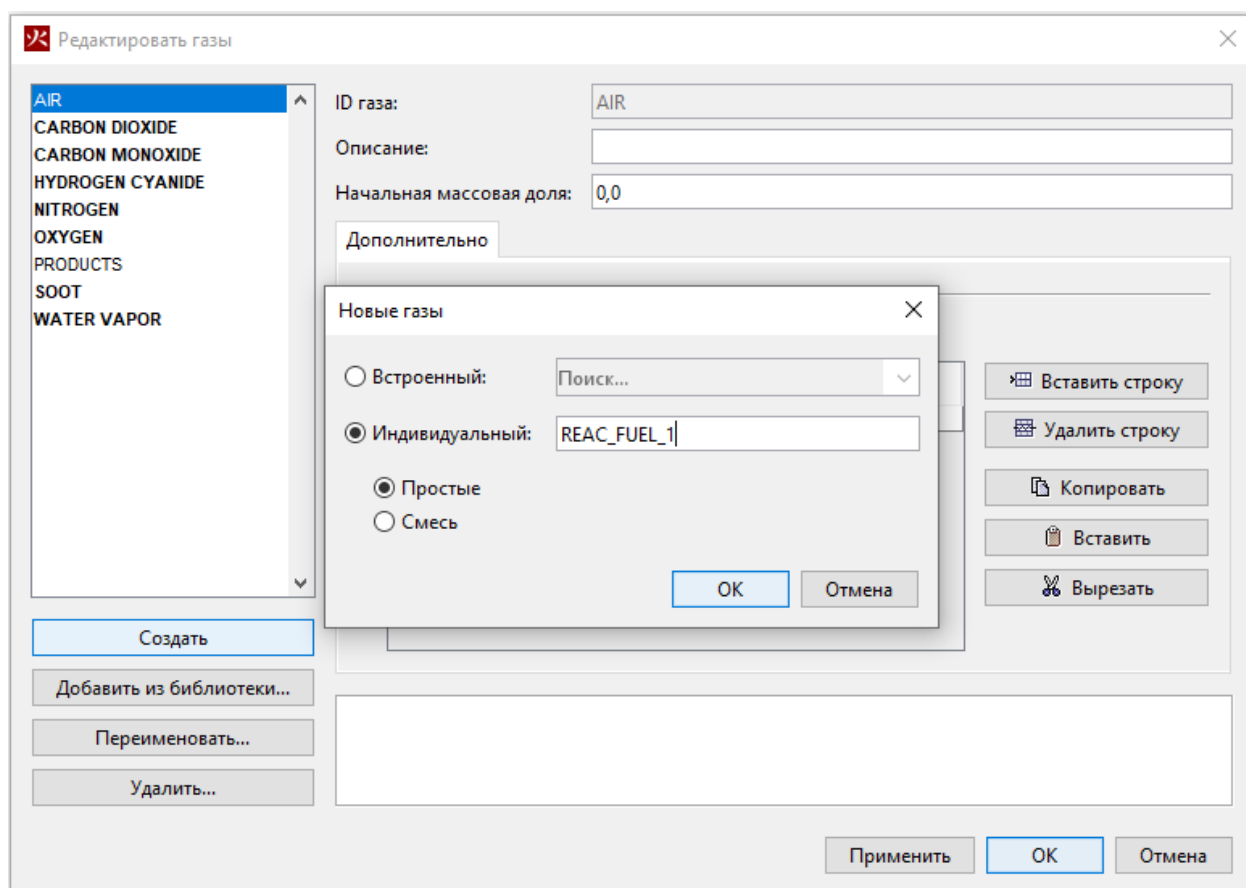 Редактировать газы
AIR
CARBON DIOXIDE
CARBON MONOXIDE
HYDROGEN CYANIDE
NITROGEN
OXYGEN
PRODUCTS
SOOT
WATER VAPOR
ID газа:
AIR
Описание:
Начальная массовая доля:
0,0
Дополнительно
Новые газы
Встроенный:
Поиск...
Индивидуальный:
REAC_FUEL_1
Простые
Смесь
OK
Отмена
Вставить строку
Удалить строку
Копировать
Вставить
Вырезать
Создать
Добавить из библиотеки...
Переименовать...
Удалить...
Применить
OK
Отмена